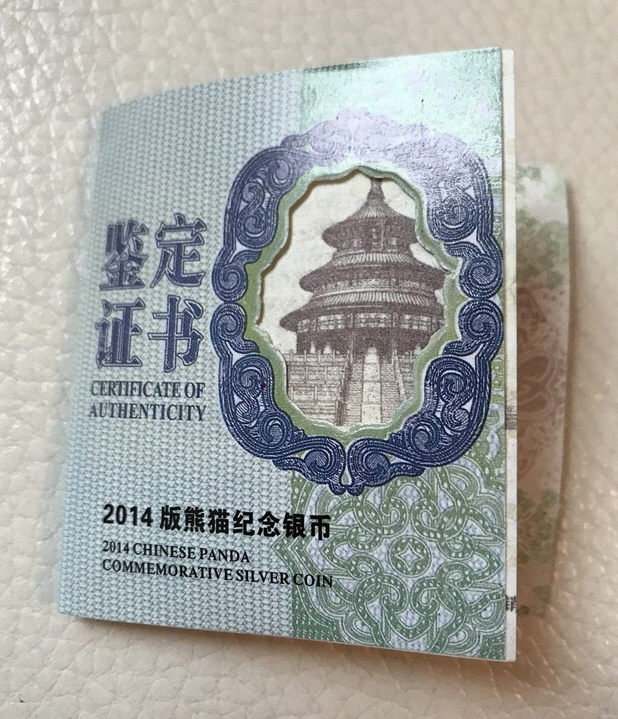 鉴定
证书
CERTIFICATE OF
AUTHENTICITY
2014 版熊猫纪念银币
2014 CHINESE PANDA
COMMEMORATIVE SILVER COIN